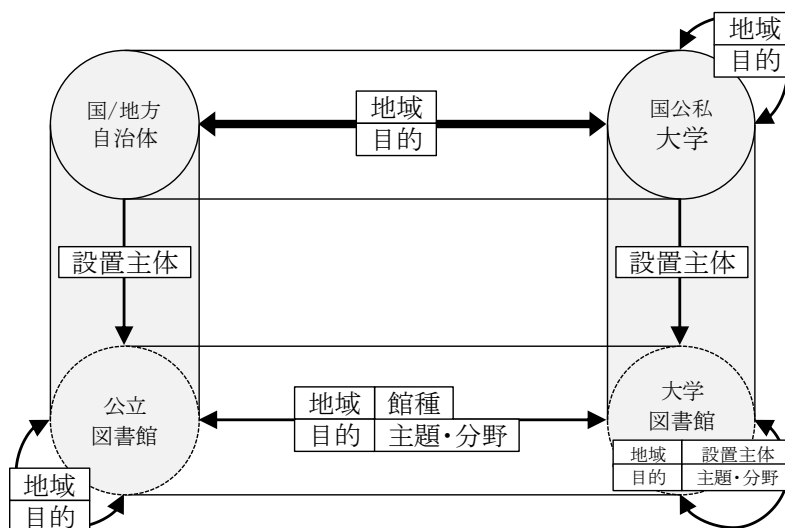 地域
目的
国/地方
自治体
地域
目的
国公私
大学
設置主体
設置主体
公立
図書館
地域 館種
目的 主題・分野
大学
図書館
地域 設置主体
目的 主題・分野
地域
目的